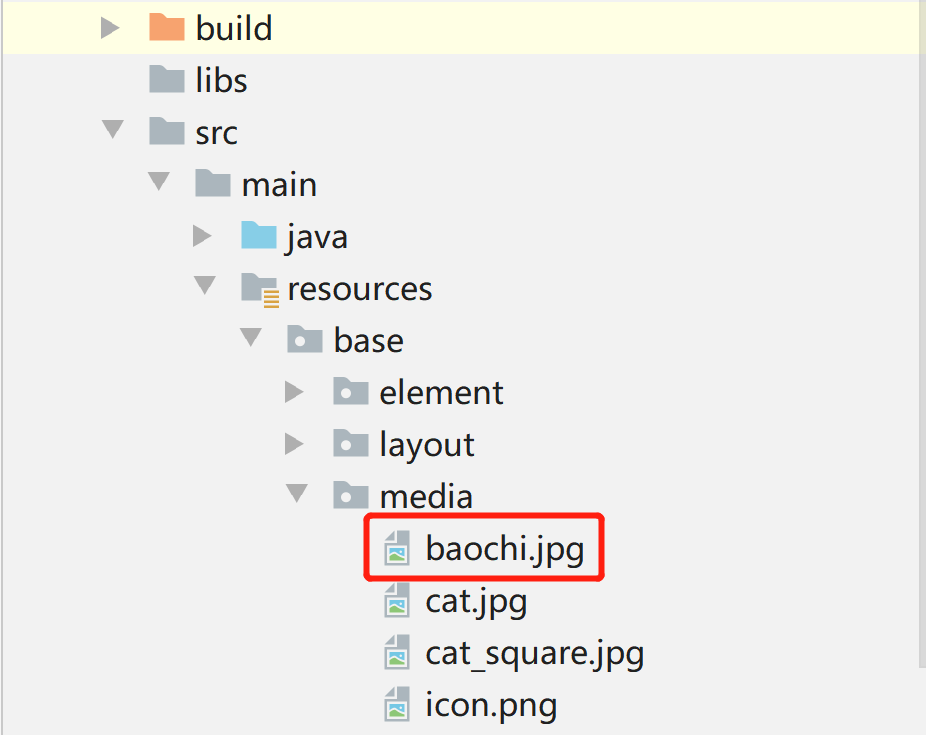 build
libs
src
main
java
resources
base
element
layout
media
baochi.jpg
cat.jpg
cat_square.jpg
icon.png